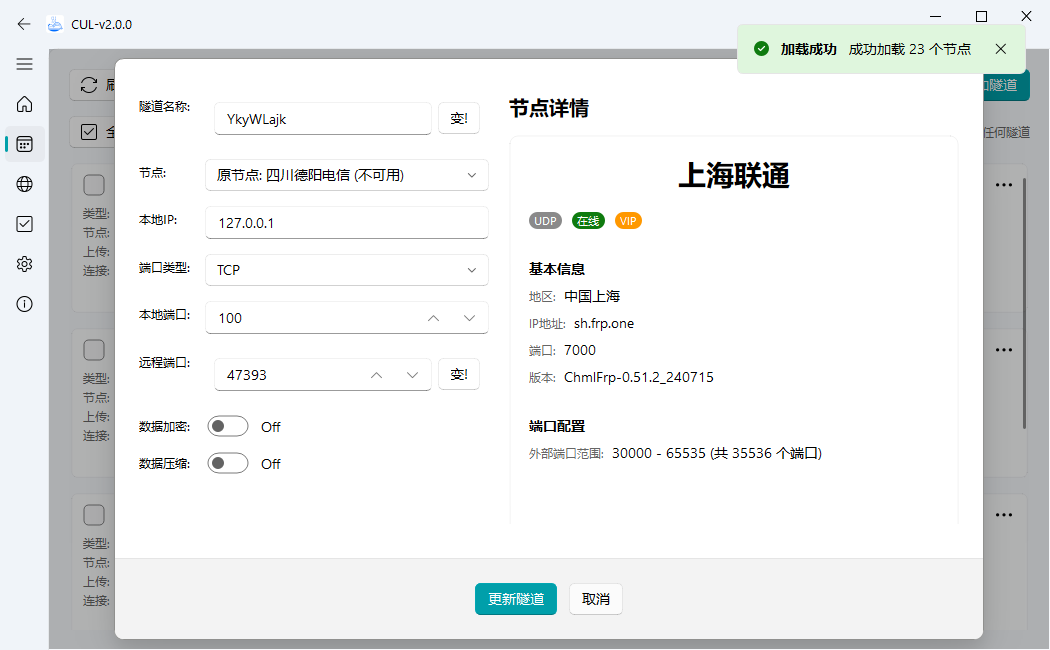 CUL-v2.0.0
加载成功 成功加载 23 个节点
隧道名称:
YkyWLajk
变!
节点:
原节点: 四川德阳电信 (不可用)
本地IP:
127.0.0.1
端口类型:
TCP
本地端口:
100
远程端口:
47393
变!
数据加密:
Off
数据压缩:
Off
节点详情
上海联通
UDP 在线 VIP
基本信息
地区: 中国上海
IP地址: sh.frp.one
端口: 7000
版本: ChmlFrp-0.51.2_240715
端口配置
外部端口范围: 30000 - 65535 (共 35536 个端口)
更新隧道
取消
隧道
任何隧道
类型:
节点:
上传:
连接:
类型:
节点:
上传:
连接:
类型:
节点:
上传:
连接: